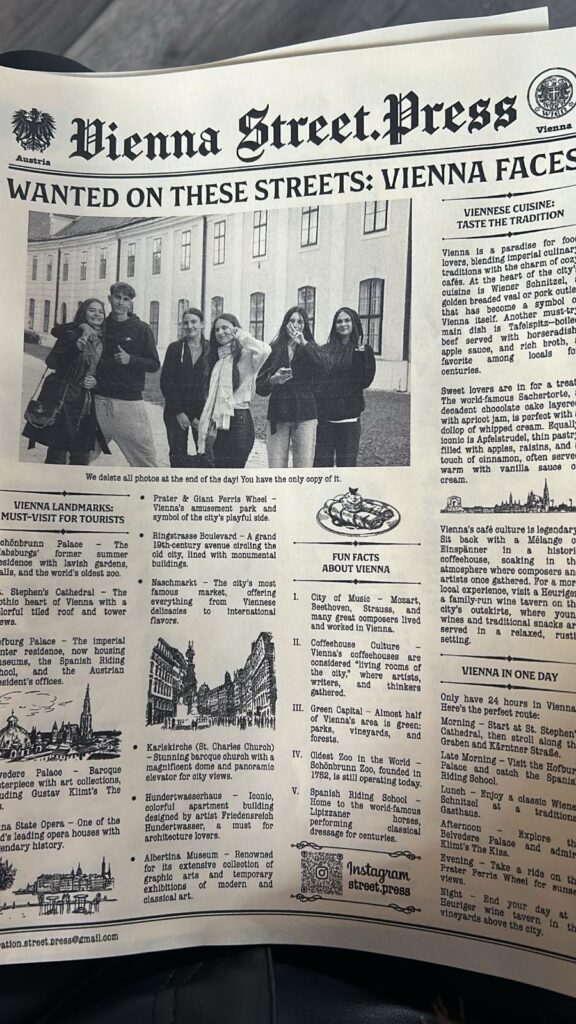 Vienna Street.Press
Austria
WIEN
Vienna
WANTED ON THESE STREETS: VIENNA FACES
We delete all photos at the end of the day! You have the only copy of it.
VIENNA LANDMARKS:
MUST-VISIT FOR TOURISTS
Schönbrunn Palace – The
Habsburgs' former summer
residence with lavish gardens,
halls, and the world's oldest zoo.
St. Stephen's Cathedral – The
gothic heart of Vienna with a
colorful tiled roof and tower
views.
Hofburg Palace – The imperial
winter residence, now housing
museums, the Spanish Riding
School, and the Austrian
President's offices.
Belvedere Palace – Baroque
masterpiece with art collections,
including Gustav Klimt's The
Vienna State Opera – One of the
world's leading opera houses with
legendary history.
• Prater & Giant Ferris Wheel –
Vienna's amusement park and
symbol of the city's playful side.
• Ringstrasse Boulevard – A grand
19th-century avenue circling the
old city, lined with monumental
buildings.
• Naschmarkt – The city's most
famous market, offering
everything from Viennese
delicacies to international
flavors.
• Karlskirche (St. Charles Church)
– Stunning baroque church with a
magnificent dome and panoramic
elevator for city views.
• Hundertwasserhaus – Iconic,
colorful apartment building
designed by artist Friedensreich
Hundertwasser, a must for
architecture lovers.
• Albertina Museum – Renowned
for its extensive collection of
graphic arts and temporary
exhibitions of modern and
classical art.
FUN FACTS
ABOUT VIENNA
I. City of Music – Mozart,
Beethoven, Strauss, and
many great composers lived
and worked in Vienna.
II. Coffeehouse Culture –
Vienna's coffeehouses are
considered "living rooms of
the city," where artists,
writers, and thinkers
gathered.
III. Green Capital – Almost half
of Vienna's area is green:
parks, vineyards, and
forests.
IV. Oldest Zoo in the World –
Schönbrunn Zoo, founded in
1752, is still operating today.
V. Spanish Riding School –
Home to the world-famous
Lipizzaner horses,
performing classical
dressage for centuries.
Instagram
street.press
VIENNESE CUISINE:
TASTE THE TRADITION
Vienna is a paradise for food
lovers, blending imperial culinary
traditions with the charm of cozy
cafés. At the heart of the city's
cuisine is Wiener Schnitzel, a
golden breaded veal or pork cutlet
that has become a symbol of
Vienna itself. Another must-try
main dish is Tafelspitz—boiled
beef served with horseradish,
apple sauce, and rich broth, a
favorite among locals for
centuries.
Sweet lovers are in for a treat.
The world-famous Sachertorte, a
decadent chocolate cake layered
with apricot jam, is perfect with a
dollop of whipped cream. Equally
iconic is Apfelstrudel, thin pastry
filled with apples, raisins, and a
touch of cinnamon, often served
warm with vanilla sauce or
cream.
Vienna's café culture is legendary.
Sit back with a Mélange or
Einspänner in a historic
coffeehouse, soaking in the
atmosphere where composers and
artists once gathered. For a more
local experience, visit a Heuriger,
a family-run wine tavern on the
city's outskirts, where young
wines and traditional snacks are
served in a relaxed, rustic
setting.
VIENNA IN ONE DAY
Only have 24 hours in Vienna?
Here's the perfect route:
Morning – Start at St. Stephen's
Cathedral, then stroll along the
Graben and Kärntner Straße.
Late Morning – Visit the Hofburg
Palace and catch the Spanish
Riding School.
Lunch – Enjoy a classic Wiener
Schnitzel at a traditional
Gasthaus.
Afternoon – Explore the
Belvedere Palace and admire
Klimt's The Kiss.
Evening – Take a ride on the
Prater Ferris Wheel for sunset
views.
Night – End your day at a
Heuriger wine tavern in the
vineyards above the city.
ration.street.press@gmail.com